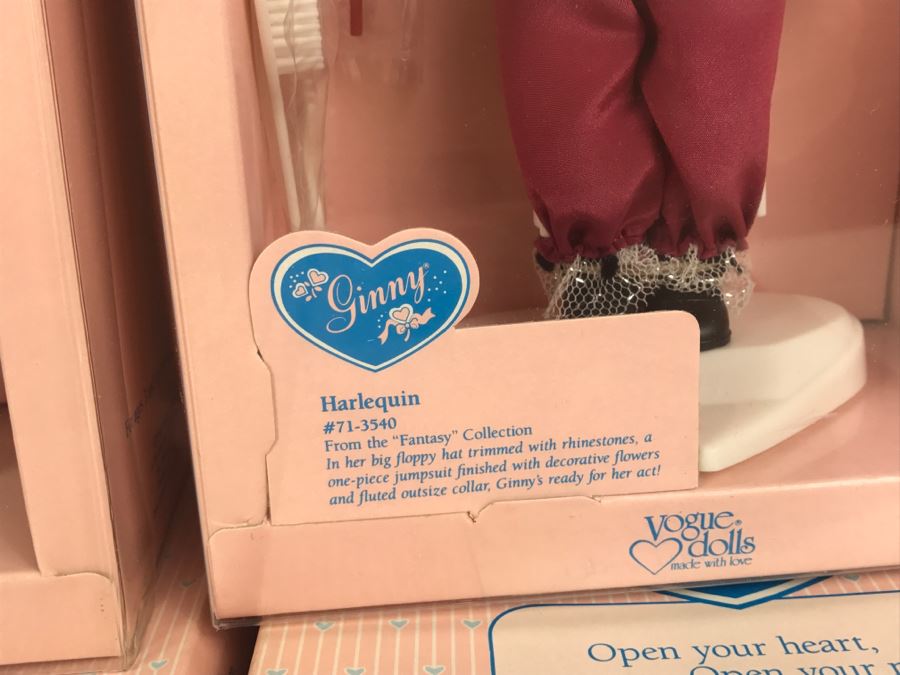 Ginny®
Harlequin
#71-3540
From the "Fantasy" Collection
In her big floppy hat trimmed with rhinestones, a
one-piece jumpsuit finished with decorative flowers
and fluted outsize collar, Ginny's ready for her act!
Vogue®
dolls
made with love
Open your heart,
Open your